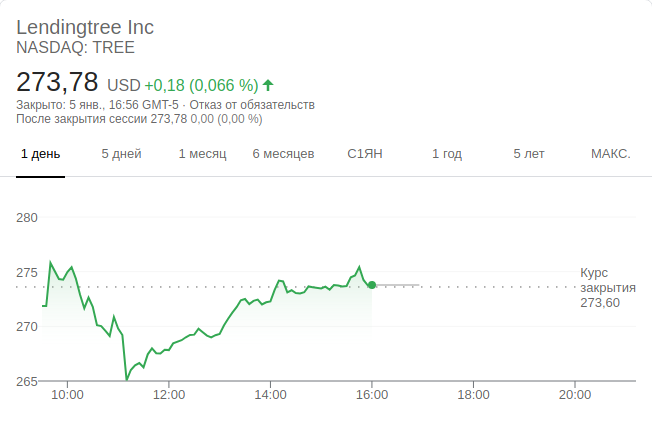 Lendingtree Inc
NASDAQ: TREE
273,78 USD +0,18 (0,066 %)
Закрыто: 5 янв., 16:56 GMT-5 · Отказ от обязательств
После закрытия сессии 273,78 0,00 (0,00 %)
1 день 5 дней 1 месяц 6 месяцев С1ЯН 1 год 5 лет МАКС.
280
275
270
265
Курс
закрытия
273,60
10:00 12:00 14:00 16:00 18:00 20:00